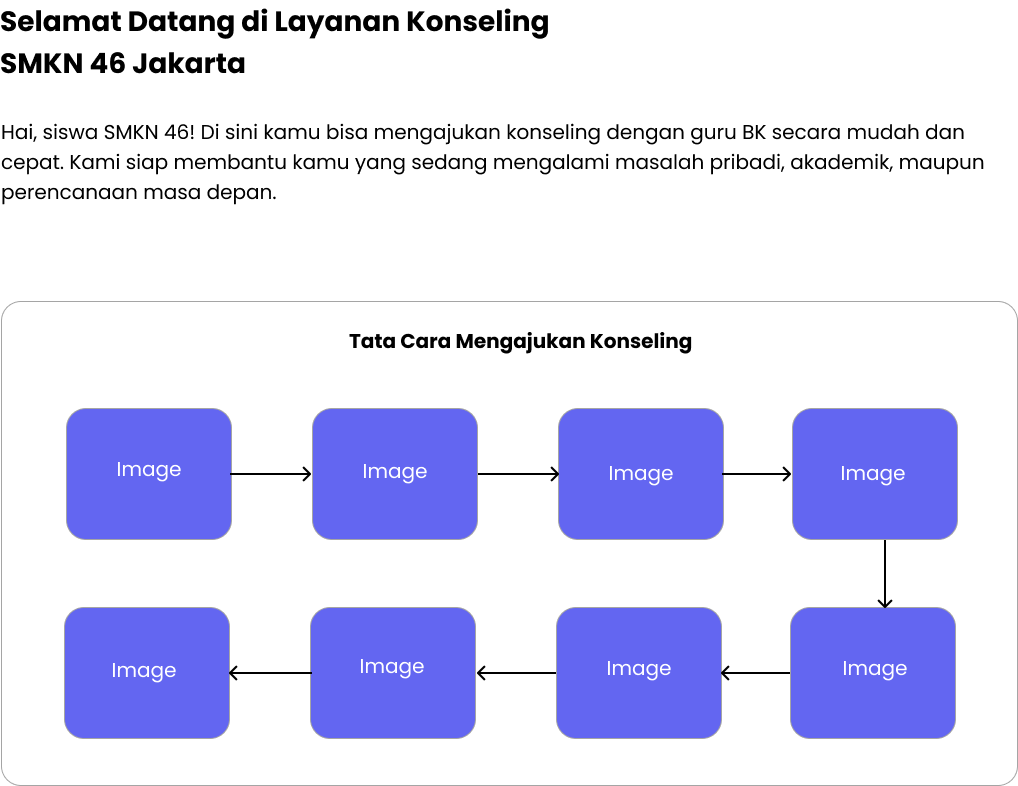 Selamat Datang di Layanan Konseling
SMKN 46 Jakarta
Hai, siswa SMKN 46! Di sini kamu bisa mengajukan konseling dengan guru BK secara mudah dan
cepat. Kami siap membantu kamu yang sedang mengalami masalah pribadi, akademik, maupun
perencanaan masa depan.
Tata Cara Mengajukan Konseling
Image
Image
Image
Image
Image
Image
Image
Image